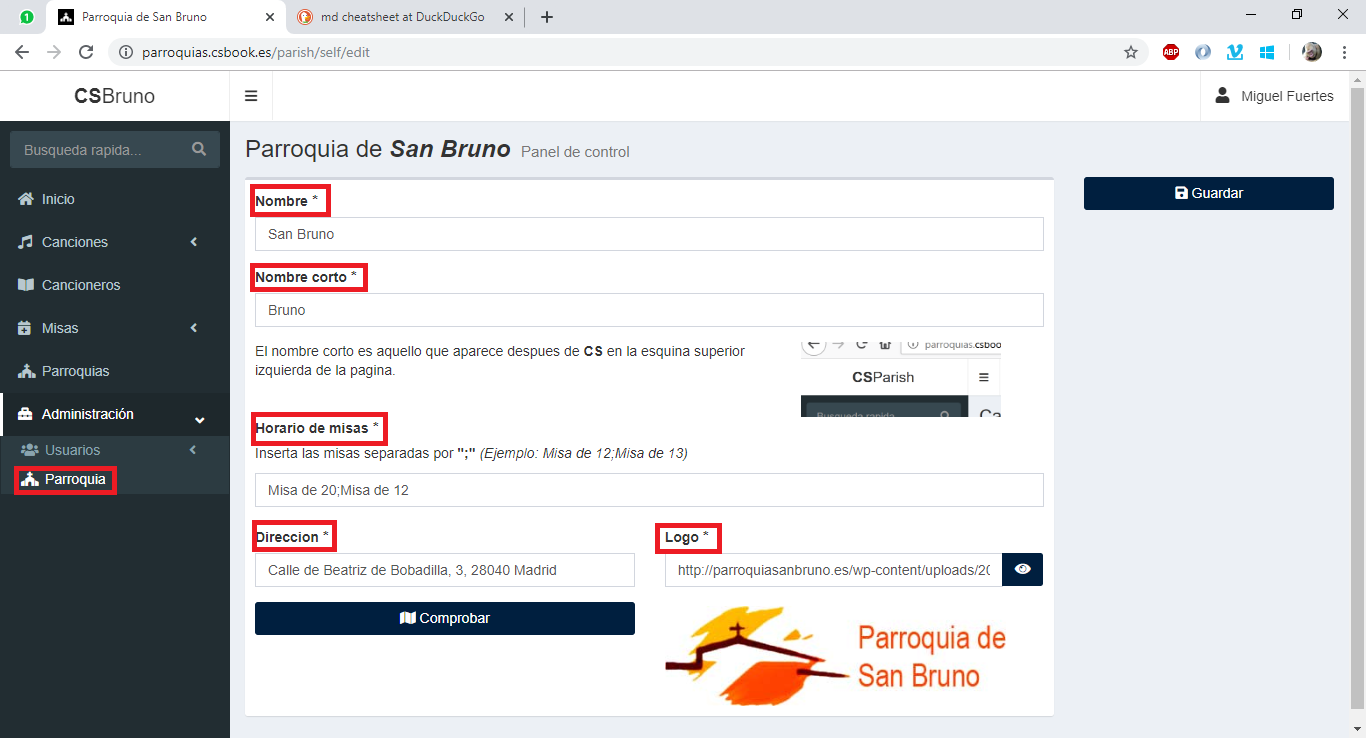 1
Parroquia de San Bruno
md cheatsheet at DuckDuckGo
parroquias.csbook.es/parish/self/edit
ABP
CSBruno
Miguel Fuertes
Busqueda rapida...
Inicio
Canciones
Cancioneros
Misas
Parroquias
Administración
Usuarios
Parroquia
Parroquia de San Bruno Panel de control
Guardar
Nombre *
San Bruno
Nombre corto *
Bruno
El nombre corto es aquello que aparece despues de CS en la esquina superior
izquierda de la pagina.
parroquias.csboo
CSParish
Busqueda rapida
Ca
Horario de misas *
Inserta las misas separadas por ";" (Ejemplo: Misa de 12;Misa de 13)
Misa de 20;Misa de 12
Direccion *
Calle de Beatriz de Bobadilla, 3, 28040 Madrid
Comprobar
Logo *
http://parroquiasanbruno.es/wp-content/uploads/20
Parroquia de
San Bruno